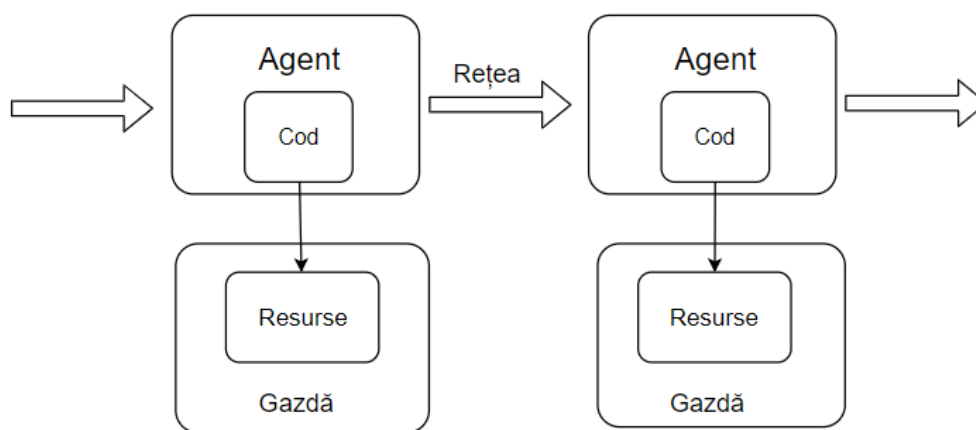 Agent
Cod
Rețea
Agent
Cod
Resurse
Gazdă
Resurse
Gazdă